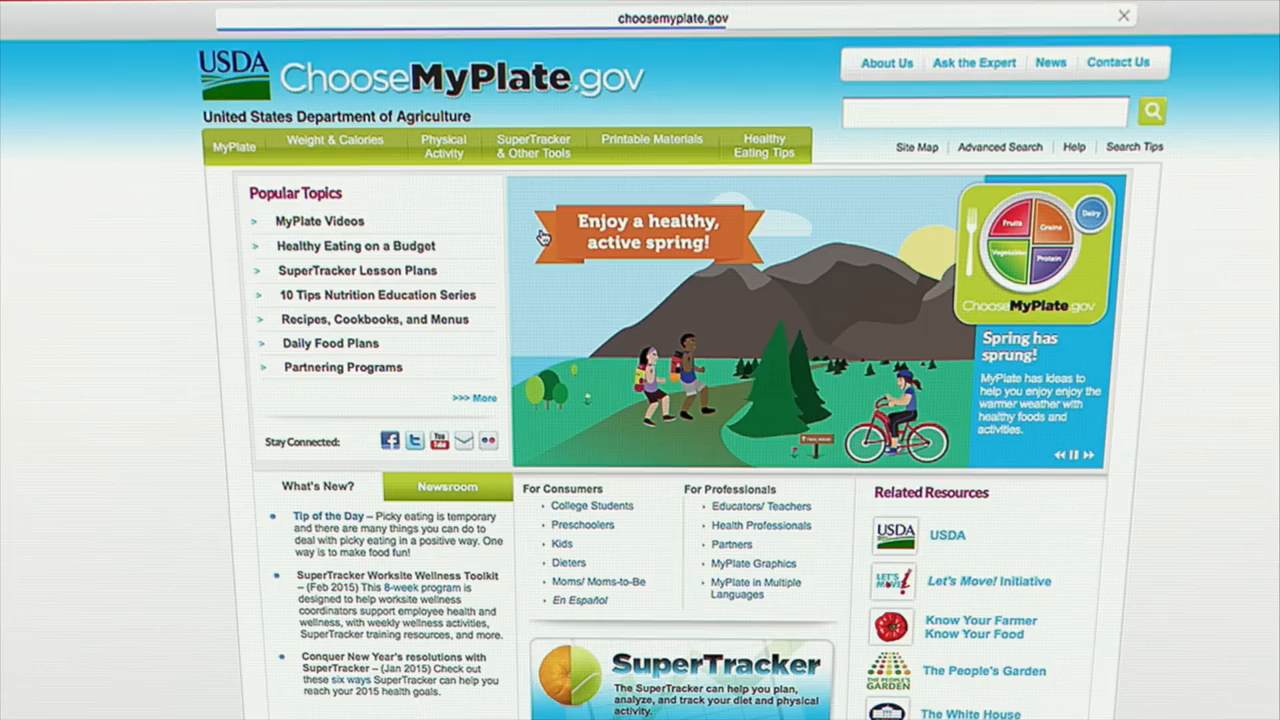 choosemyplate.gov
USDA
ChooseMyPlate.gov
United States Department of Agriculture
About Us
Ask the Expert
News
Contact Us
Site Map
Advanced Search
Help
Search Tips
MyPlate
Weight & Calories
Physical
Activity
SuperTracker
& Other Tools
Printable Materials
Healthy
Eating Tips
Popular Topics
MyPlate Videos
Healthy Eating on a Budget
SuperTracker Lesson Plans
10 Tips Nutrition Education Series
Recipes, Cookbooks, and Menus
Daily Food Plans
Partnering Programs
>>> More
Stay Connected:
You
Tube
Enjoy a healthy,
active spring!
Fruits
Grains
Dairy
Vegetables
Protein
ChooseMyPlate.gov
Spring has
sprung!
MyPlate has ideas to
help you enjoy enjoy the
warmer weather with
healthy foods and
activities.
What's New?
Newsroom
Tip of the Day – Picky eating is temporary
and there are many things you can do to
deal with picky eating in a positive way. One
way is to make food fun!
SuperTracker Worksite Wellness Toolkit
– (Feb 2015) This 8-week program is
designed to help worksite wellness
coordinators support employee health and
wellness, with weekly wellness activities,
SuperTracker training resources, and more.
Conquer New Year's resolutions with
SuperTracker – (Jan 2015) Check out
these six ways SuperTracker can help you
reach your 2015 health goals.
For Consumers
College Students
Preschoolers
Kids
Dieters
Moms/ Moms-to-Be
En Español
For Professionals
Educators/ Teachers
Health Professionals
Partners
MyPlate Graphics
MyPlate in Multiple
Languages
SuperTracker
The SuperTracker can help you plan,
analyze, and track your diet and physical
activity.
Related Resources
USDA
USDA
LET'S
MOVE!
Let's Move! Initiative
Know Your Farmer
Know Your Food
THE PEOPLE'S
GARDEN
The People's Garden
The White House